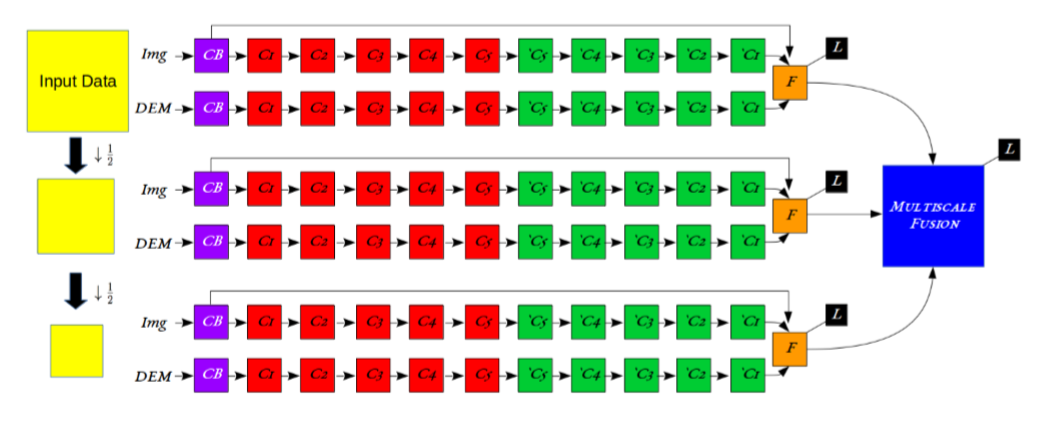 Img CB C1 C2 C3 C4 C5 'C5 'C4 'C3 'C2 'C1 L
Input Data F
DEM CB C1 C2 C3 C4 C5 'C5 'C4 'C3 'C2 'C1
↓ 1/2 L
Img CB C1 C2 C3 C4 C5 'C5 'C4 'C3 'C2 'C1 L
F MULTISCALE
FUSION
DEM CB C1 C2 C3 C4 C5 'C5 'C4 'C3 'C2 'C1
↓ 1/2
Img CB C1 C2 C3 C4 C5 'C5 'C4 'C3 'C2 'C1 L
F
DEM CB C1 C2 C3 C4 C5 'C5 'C4 'C3 'C2 'C1